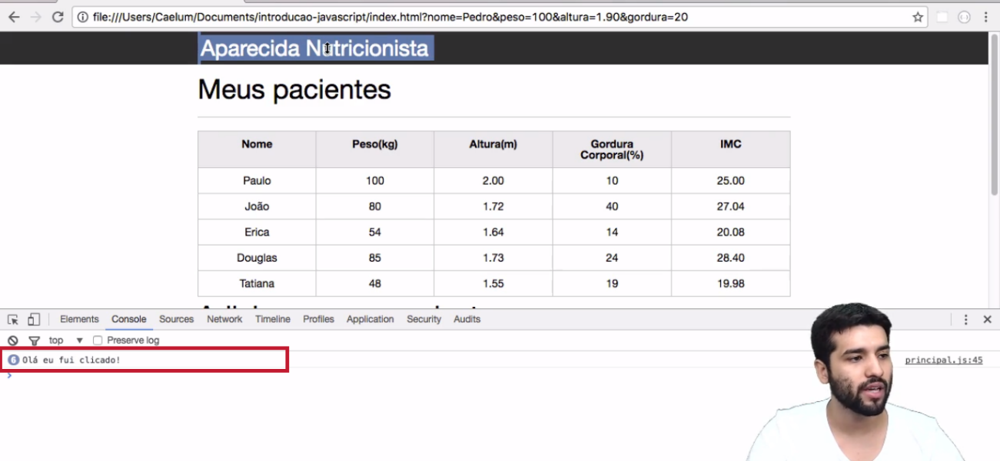 file:///Users/Caelum/Documents/introducao-javascript/index.html?nome=Pedro&peso=100&altura=1.90&gordura=20
Aparecida Nutricionista
Meus pacientes
Nome Peso(kg) Altura(m) Gordura Corporal(%) IMC
Paulo 100 2.00 10 25.00
João 80 1.72 40 27.04
Erica 54 1.64 14 20.08
Douglas 85 1.73 24 28.40
Tatiana 48 1.55 19 19.98
Elements Console Sources Network Timeline Profiles Application Security Audits
top Preserve log
6 Olá eu fui clicado! principal.js:45